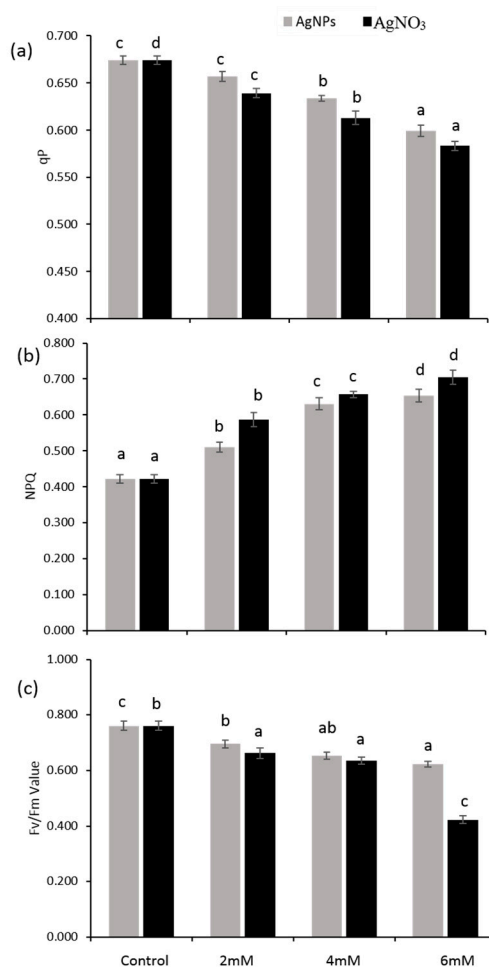 AgNPs AgNO₃
(a)
0.700
0.650
0.600
0.550
0.500
0.450
0.400
qP
c d c c b b a a
(b)
0.800
0.700
0.600
0.500
0.400
0.300
0.200
0.100
0.000
NPQ
a a b b c c d d
(c)
1.000
0.800
0.600
0.400
0.200
0.000
Fv/Fm Value
c b b a ab a a c
Control 2mM 4mM 6mM